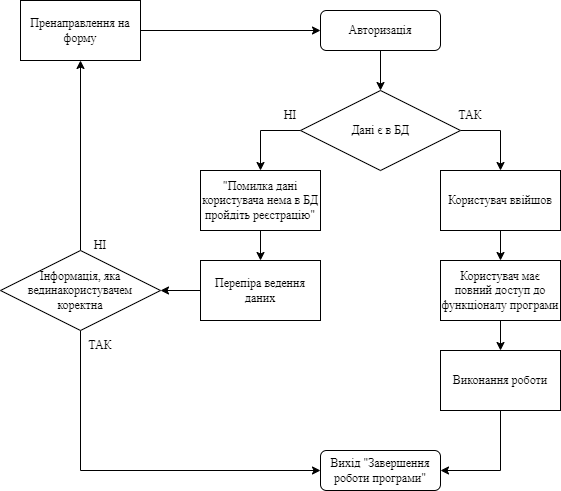 Пренаправлення на
форму
Авторизація
Дані є в БД
НІ
ТАК
"Помилка дані
користувача нема в БД
пройдіть реєстрацію"
Користувач ввійшов
Перепіра ведення
даних
Користувач має
повний доступ до
функціоналу програми
Інформація, яка
вединакористувачем
коректна
НІ
ТАК
Виконання роботи
Вихід "Завершення
роботи програми"